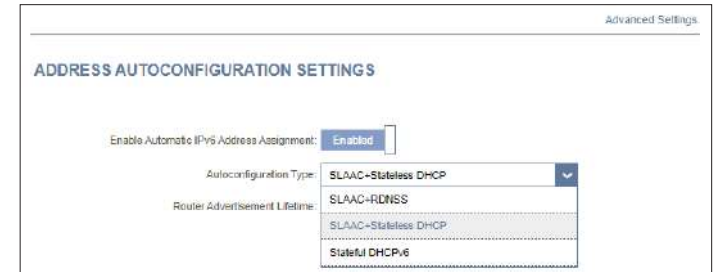 Advanced Settings
ADDRESS AUTOCONFIGURATION SETTINGS
Enable Automatic IPv6 Address Assignment: Enabled
Autoconfiguration Type: SLAAC+Stateless DHCP
Router Advertisement Lifetime: SLAAC+RDNSS
SLAAC+Stateless DHCP
Stateful DHCPv6